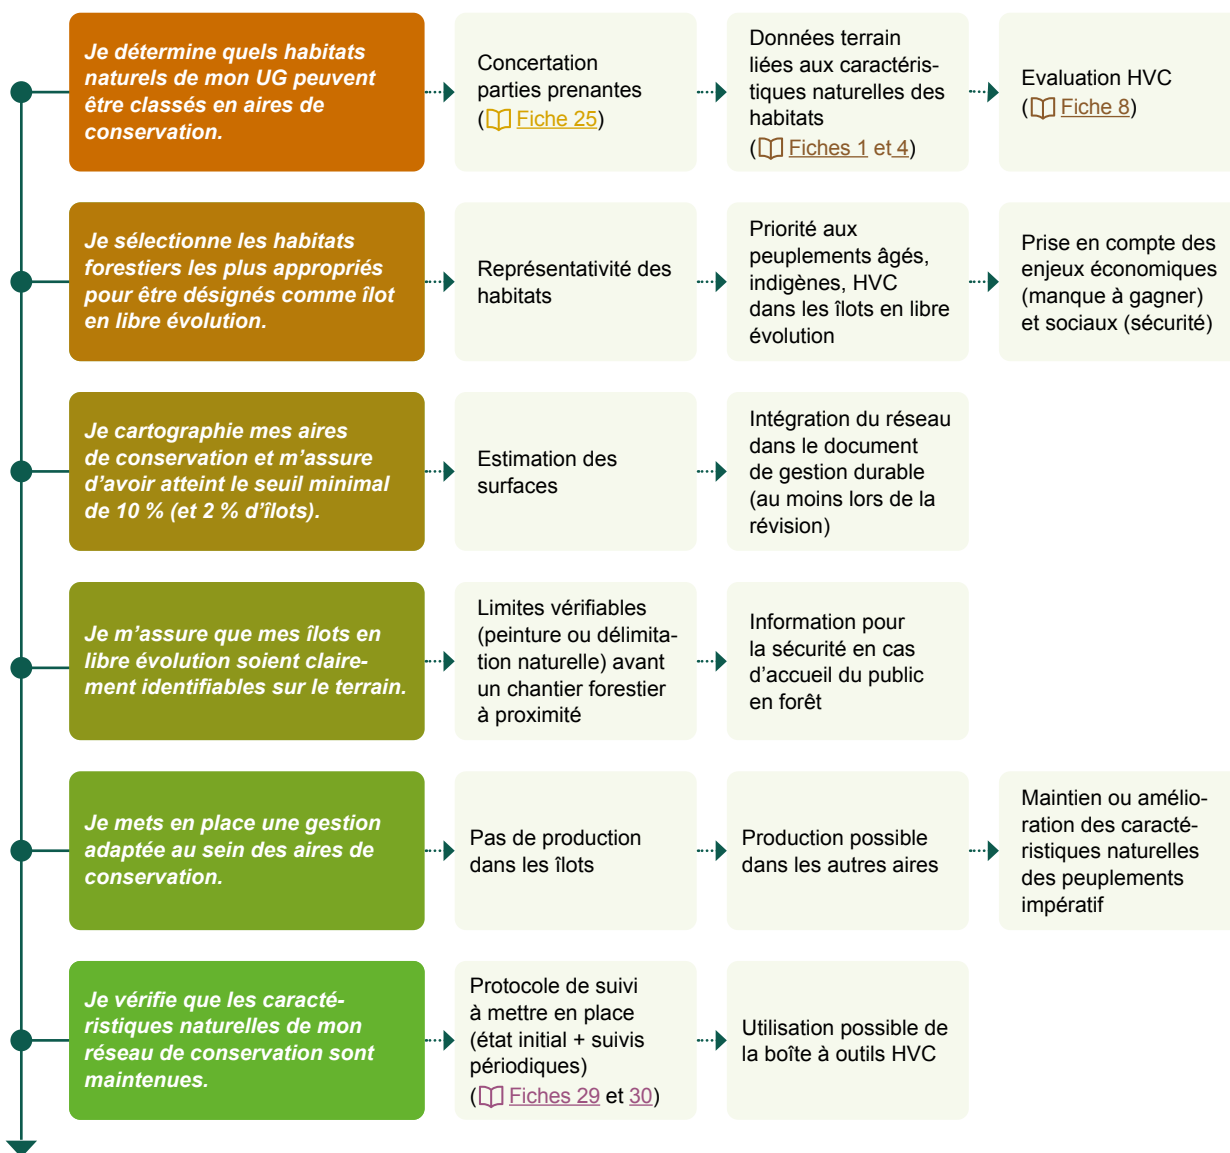 Je détermine quels habitats
naturels de mon UG peuvent
être classés en aires de
conservation.
Concertation
parties prenantes
(Fiche 25)
Données terrain
liées aux caractéris-
tiques naturelles des
habitats
(Fiches 1 et 4)
Evaluation HVC
(Fiche 8)
Je sélectionne les habitats
forestiers les plus appropriés
pour être désignés comme îlot
en libre évolution.
Représentativité des
habitats
Priorité aux
peuplements âgés,
indigènes, HVC
dans les îlots en libre
évolution
Prise en compte des
enjeux économiques
(manque à gagner)
et sociaux (sécurité)
Je cartographie mes aires
de conservation et m’assure
d’avoir atteint le seuil minimal
de 10 % (et 2 % d’îlots).
Estimation des
surfaces
Intégration du réseau
dans le document
de gestion durable
(au moins lors de la
révision)
Je m’assure que mes îlots en
libre évolution soient claire-
ment identifiables sur le terrain.
Limites vérifiables
(peinture ou délimita-
tion naturelle) avant
un chantier forestier
à proximité
Information pour
la sécurité en cas
d’accueil du public
en forêt
Je mets en place une gestion
adaptée au sein des aires de
conservation.
Pas de production
dans les îlots
Production possible
dans les autres aires
Maintien ou amélio-
ration des caracté-
ristiques naturelles
des peuplements
impératif
Je vérifie que les caracté-
ristiques naturelles de mon
réseau de conservation sont
maintenues.
Protocole de suivi
à mettre en place
(état initial + suivis
périodiques)
(Fiches 29 et 30)
Utilisation possible de
la boîte à outils HVC